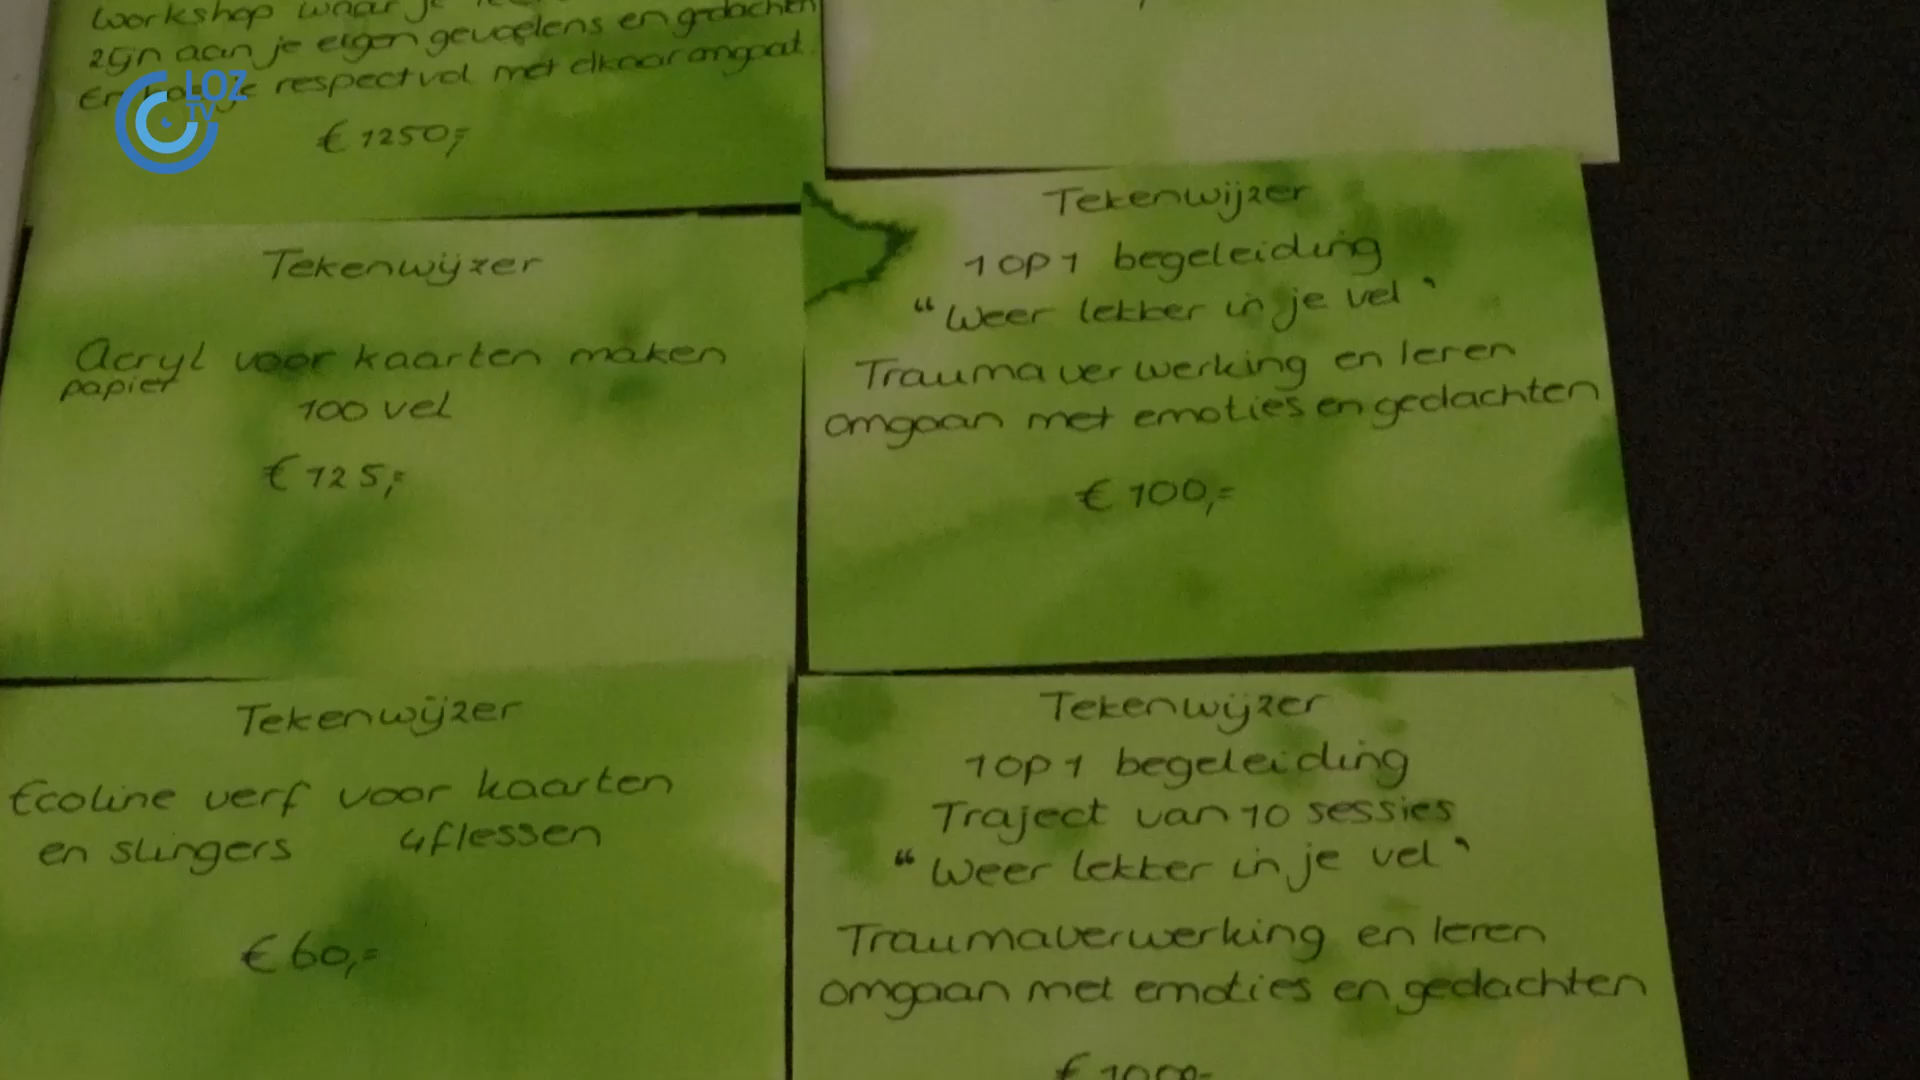 workshop waar je
zijn aan je eigen gevoelens en gedachten
respectvol met elkaar omgaat
€ 1250,=
LOZ
TV
Tekenwijzer
Acryl voor kaarten maken
papier
100 vel
€ 125,=
Tekenwijzer
Ecoline verf voor kaarten
en slingers 4 flessen
€ 60,=
Tekenwijzer
1 op 1 begeleiding
“Weer lekker in je vel”
Traumaverwerking en leren
omgaan met emoties en gedachten
€ 100,=
Tekenwijzer
1 op 1 begeleiding
Traject van 10 sessies
“Weer lekker in je vel”
Traumaverwerking en leren
omgaan met emoties en gedachten
€ 1000,-